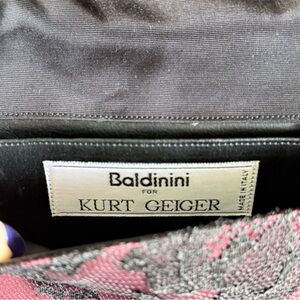 Baldinini
FOR
KURT GEIGER
MADE IN ITALY